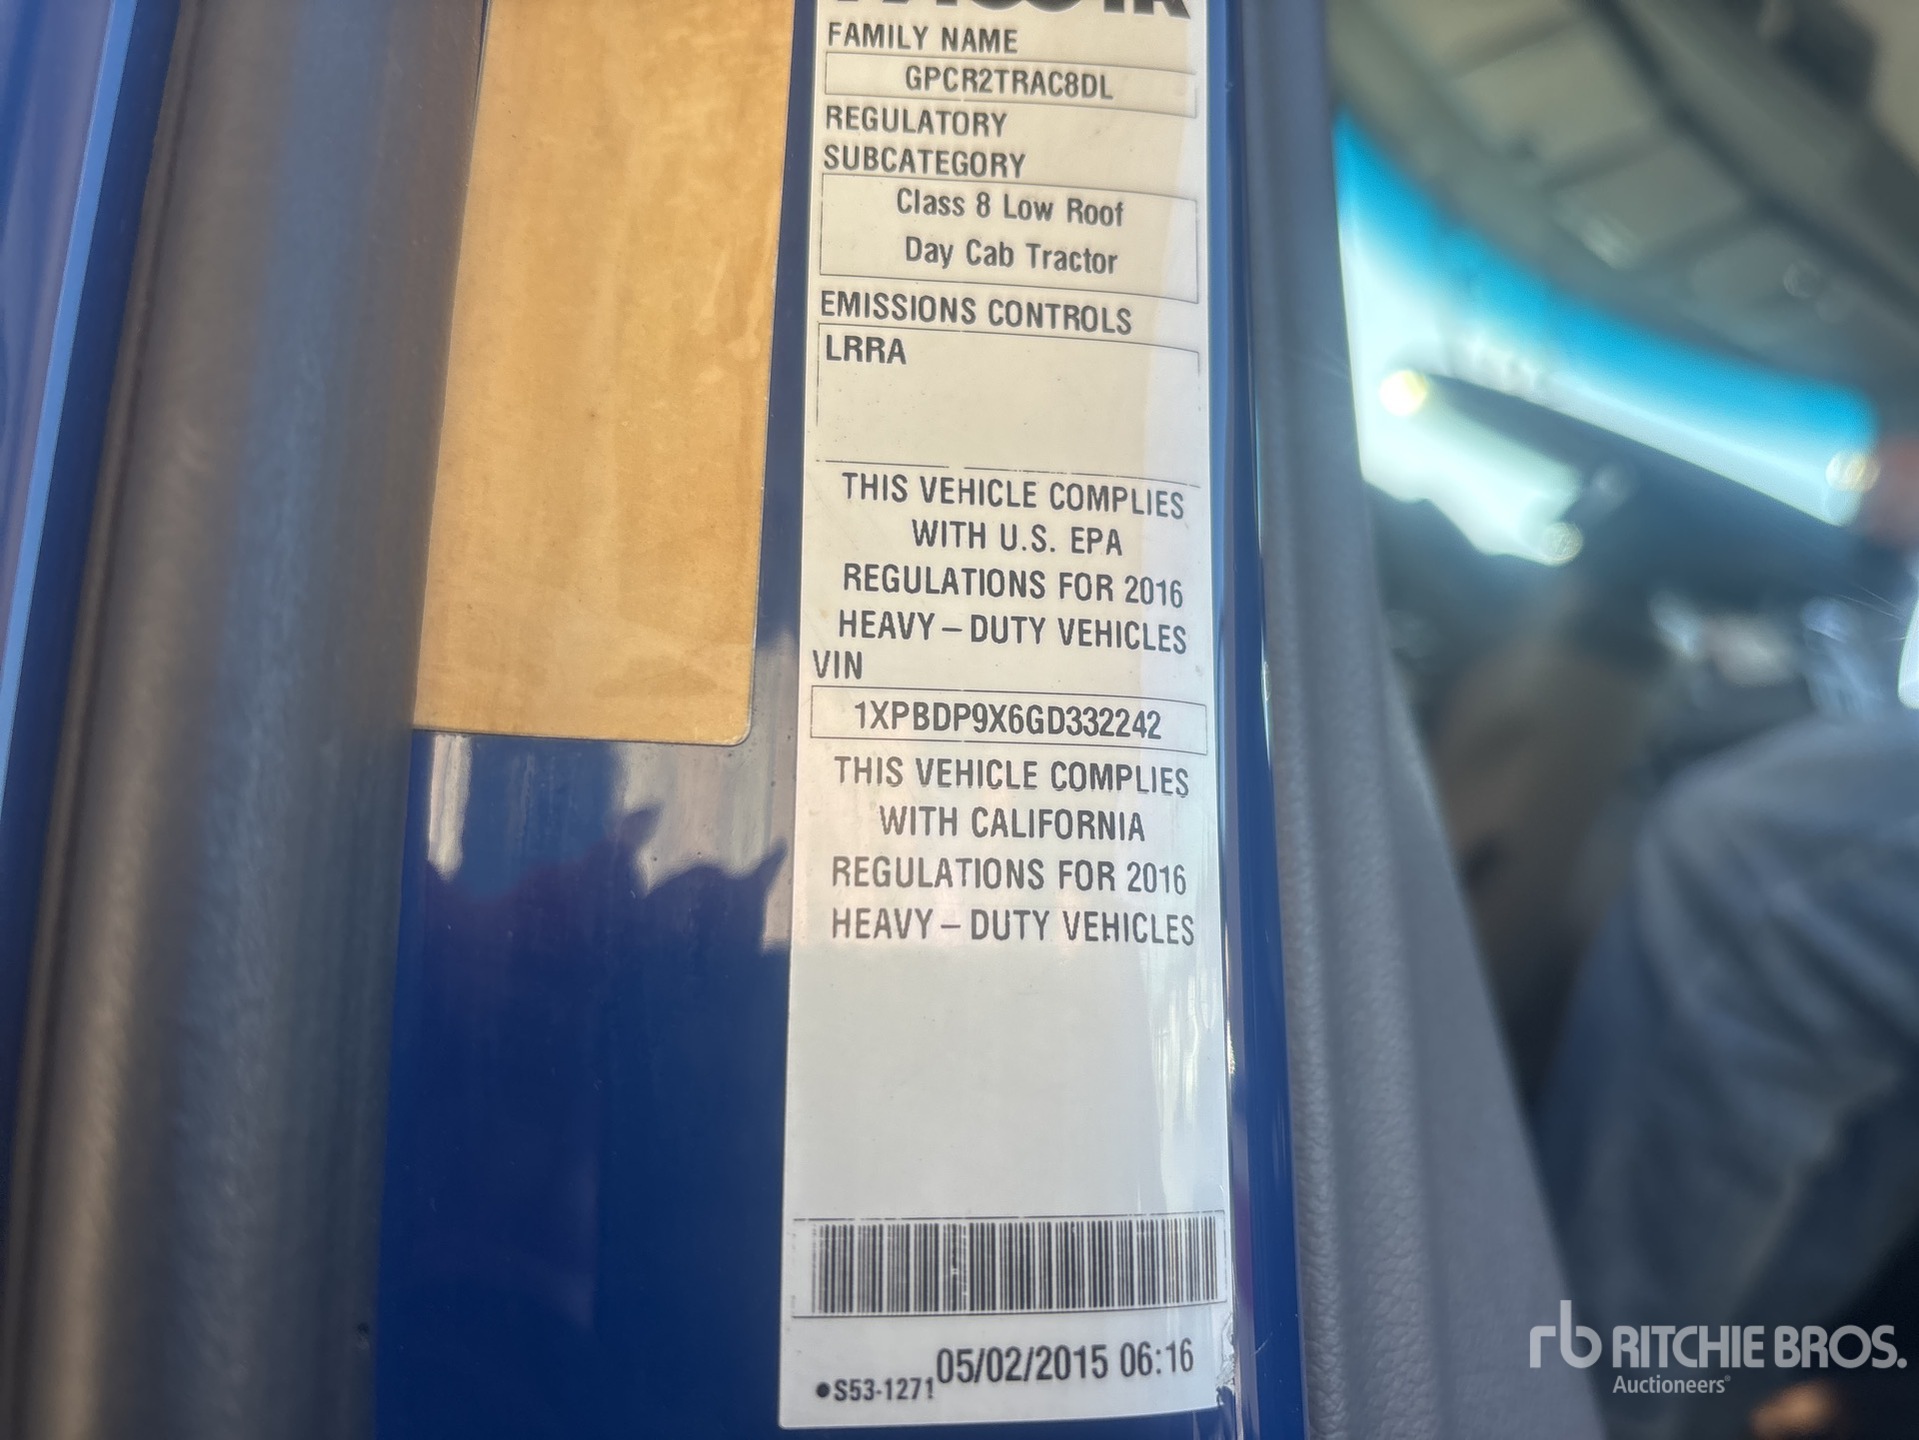 FAMILY NAME
GPCR2TRAC8DL
REGULATORY
SUBCATEGORY
Class 8 Low Roof
Day Cab Tractor
EMISSIONS CONTROLS
LRRA
THIS VEHICLE COMPLIES
WITH U.S. EPA
REGULATIONS FOR 2016
HEAVY – DUTY VEHICLES
VIN
1XPBDP9X6GD332242
THIS VEHICLE COMPLIES
WITH CALIFORNIA
REGULATIONS FOR 2016
HEAVY – DUTY VEHICLES
●S53-1271 05/02/2015 06:16
rb RITCHIE BROS.
Auctioneers®